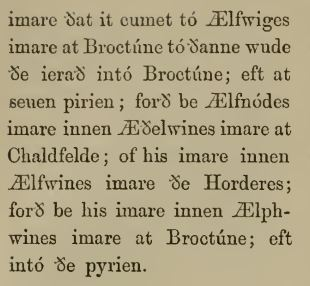 imare ðat it cumet tó Ælfwiges
imare at Broctúne tó ðanne wude
ðe ierað intó Broctúne; eft at
seuen pirien; forð be Ælfnódes
imare innen Æðelwines imare at
Chaldfelde; of his imare innen
Ælfwines imare ðe Horderes;
forð be his imare innen Ælph-
wines imare at Broctúne; eft
intó ðe pyrien.